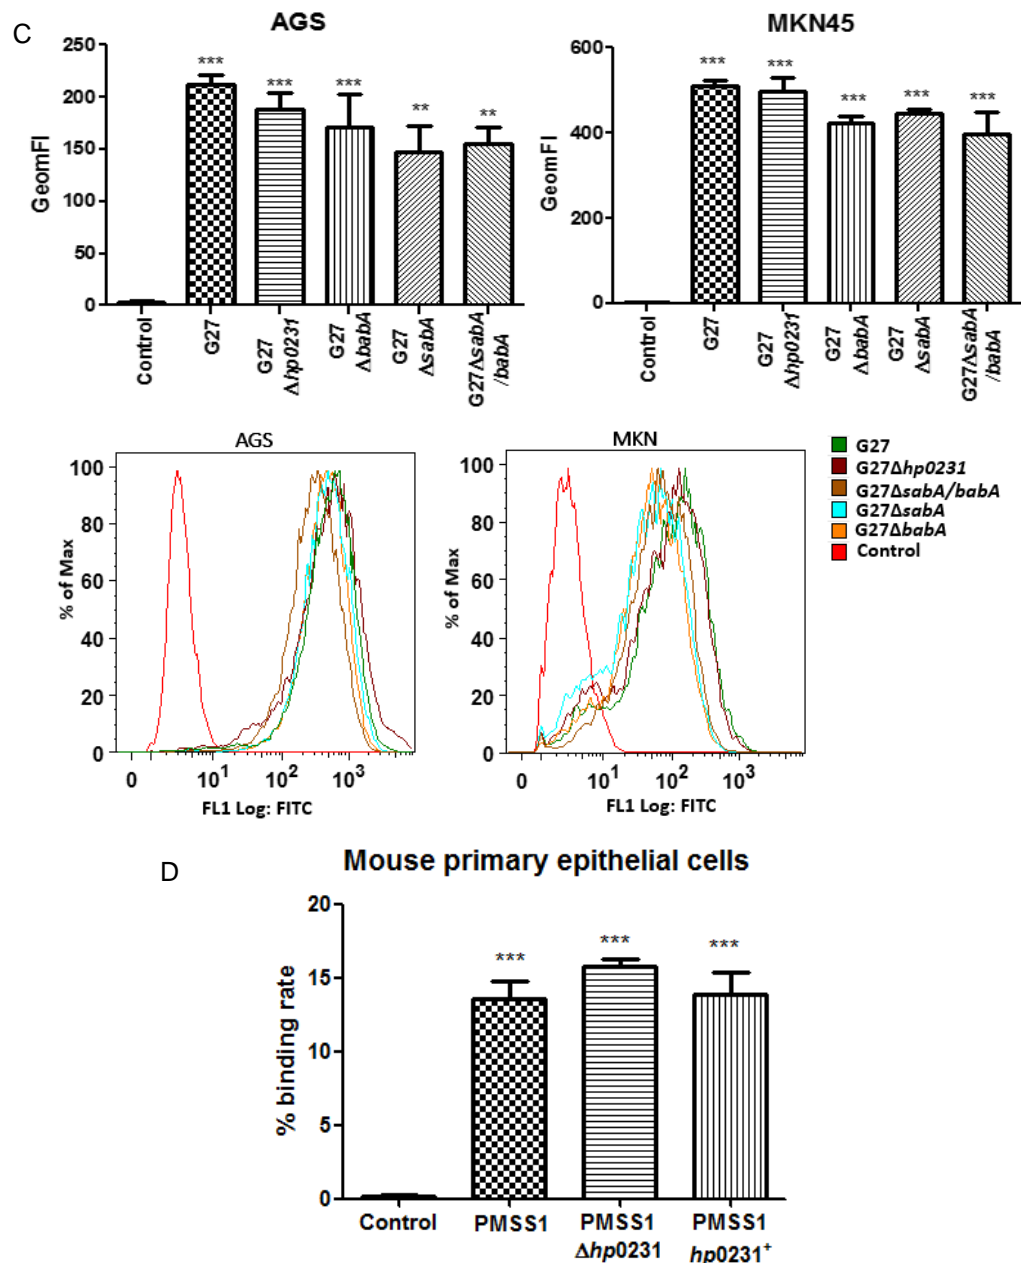 C
AGS
GeomFI
250
200
150
100
50
0
***
***
***
**
**
Control
G27
G27
Δhp0231
G27
ΔbabA
G27
ΔsabA
G27ΔsabA
/babA
MKN45
GeomFI
600
400
200
0
***
***
***
***
***
Control
G27
G27
Δhp0231
G27
ΔbabA
G27
ΔsabA
G27ΔsabA
/babA
AGS
% of Max
100
80
60
40
20
0
0 10¹ 10² 10³
FL1 Log: FITC
MKN
% of Max
100
80
60
40
20
0
0 10¹ 10² 10³
FL1 Log: FITC
G27
G27Δhp0231
G27ΔsabA/babA
G27ΔsabA
G27ΔbabA
Control
D
Mouse primary epithelial cells
% binding rate
20
15
10
5
0
***
***
***
Control
PMSS1
PMSS1
Δhp0231
PMSS1
hp0231⁺